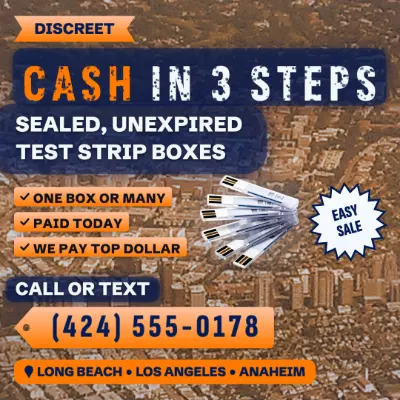 DISCREET
CASH IN 3 STEPS
SEALED, UNEXPIRED
TEST STRIP BOXES
✓ ONE BOX OR MANY
✓ PAID TODAY
✓ WE PAY TOP DOLLAR
EASY
SALE
CALL OR TEXT
(424) 555-0178
LONG BEACH • LOS ANGELES • ANAHEIM